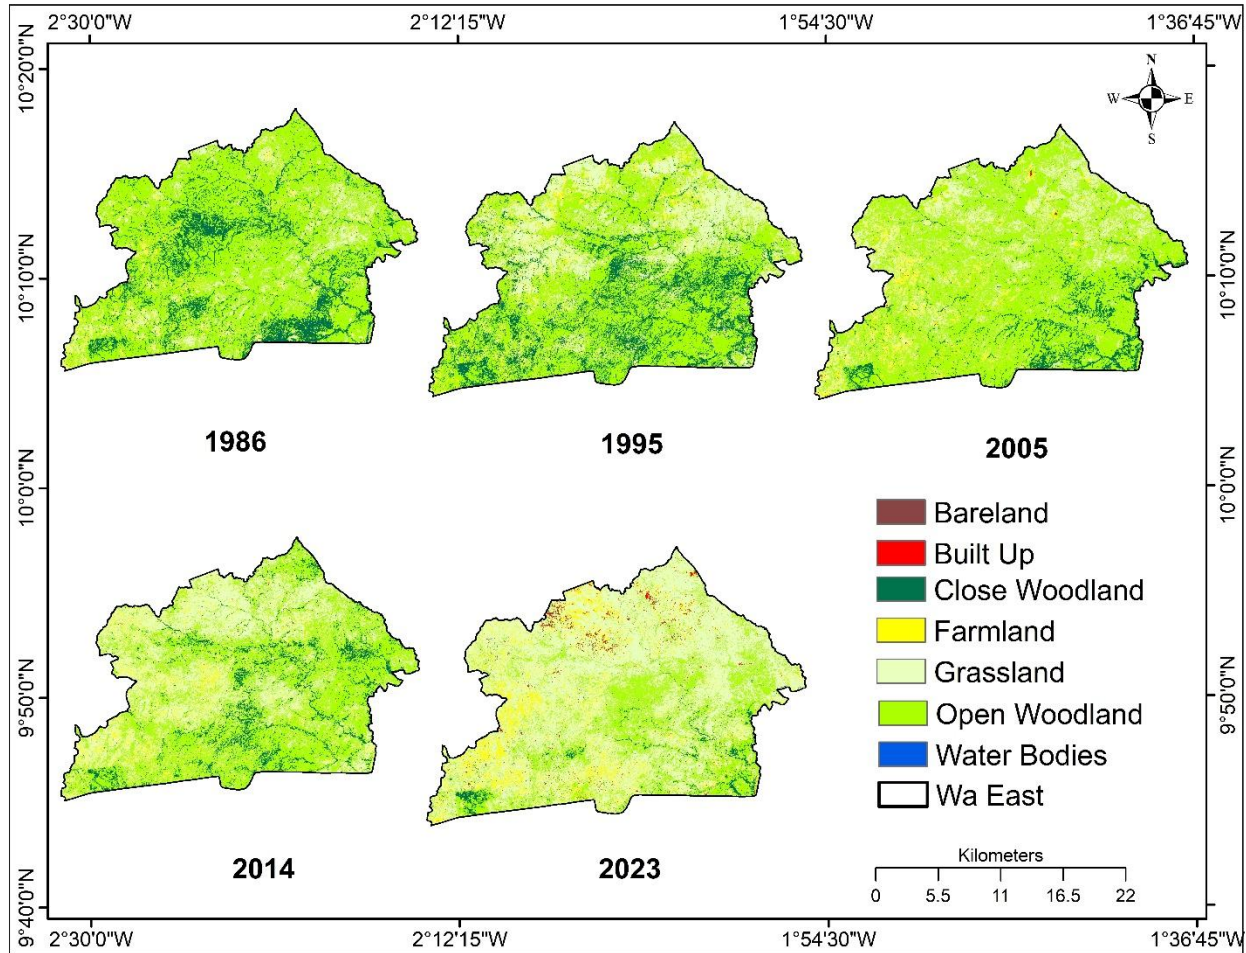 2°30'0"W 2°12'15"W 1°54'30"W 1°36'45"W
10°20'0"N
N
W E
S
10°10'0"N 10°10'0"N
1986 1995 2005
10°0'0"N 10°0'0"N
Bareland
Built Up
Close Woodland
Farmland
Grassland
Open Woodland
Water Bodies
Wa East
9°50'0"N 9°50'0"N
2014 2023
Kilometers
0 5.5 11 16.5 22
9°40'0"N
2°30'0"W 2°12'15"W 1°54'30"W 1°36'45"W